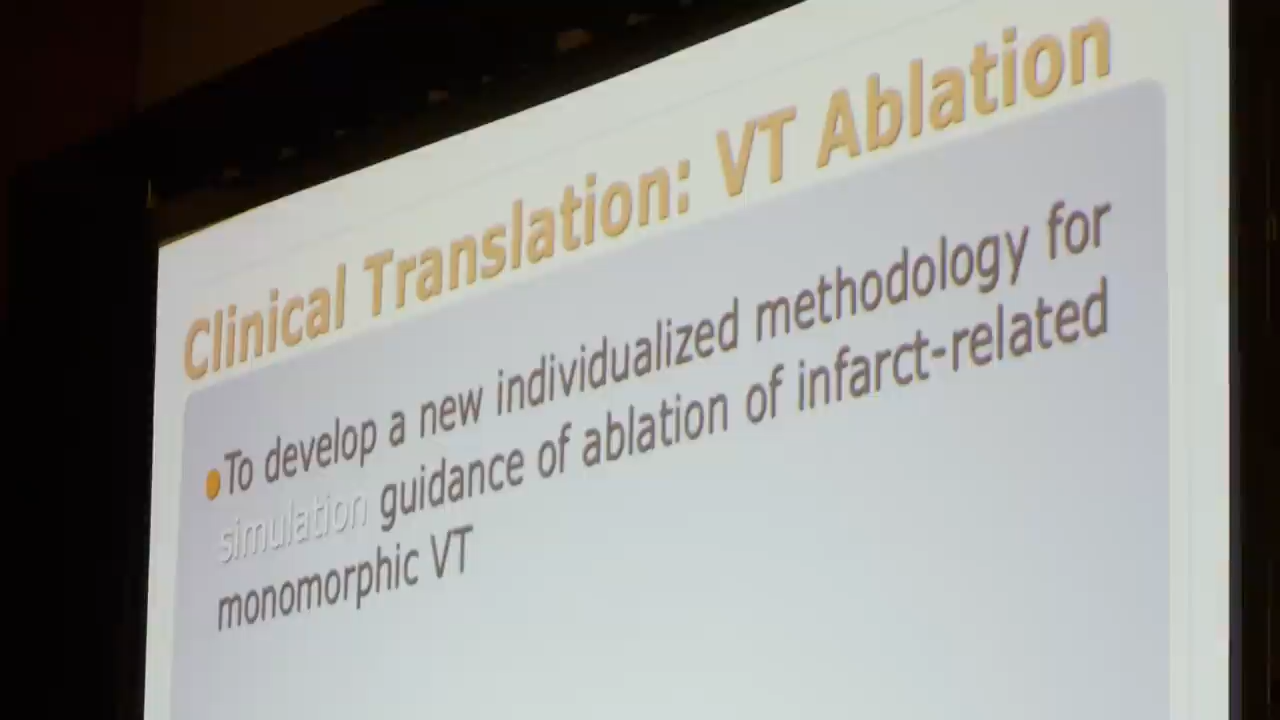 Clinical Translation: VT Ablation
•To develop a new individualized methodology for
simulation guidance of ablation of infarct-related
monomorphic VT